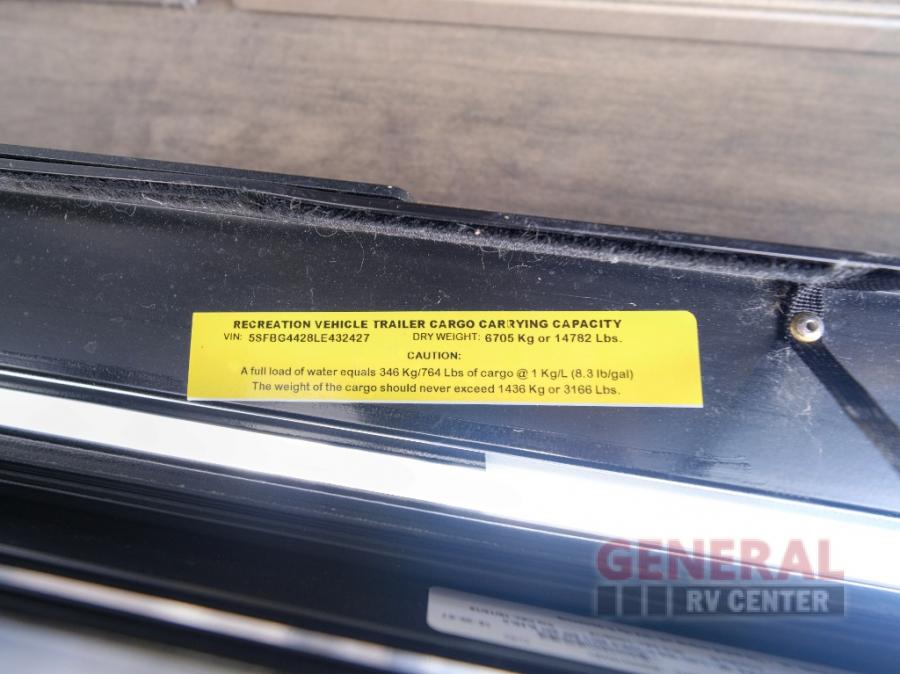 RECREATION VEHICLE TRAILER CARGO CARRYING CAPACITY
VIN: 5SFBG4428LE432427 DRY WEIGHT: 6705 Kg or 14782 Lbs.
CAUTION:
A full load of water equals 346 Kg/764 Lbs of cargo @ 1 Kg/L (8.3 lb/gal)
The weight of the cargo should never exceed 1436 Kg or 3166 Lbs.
GENERAL
RV CENTER